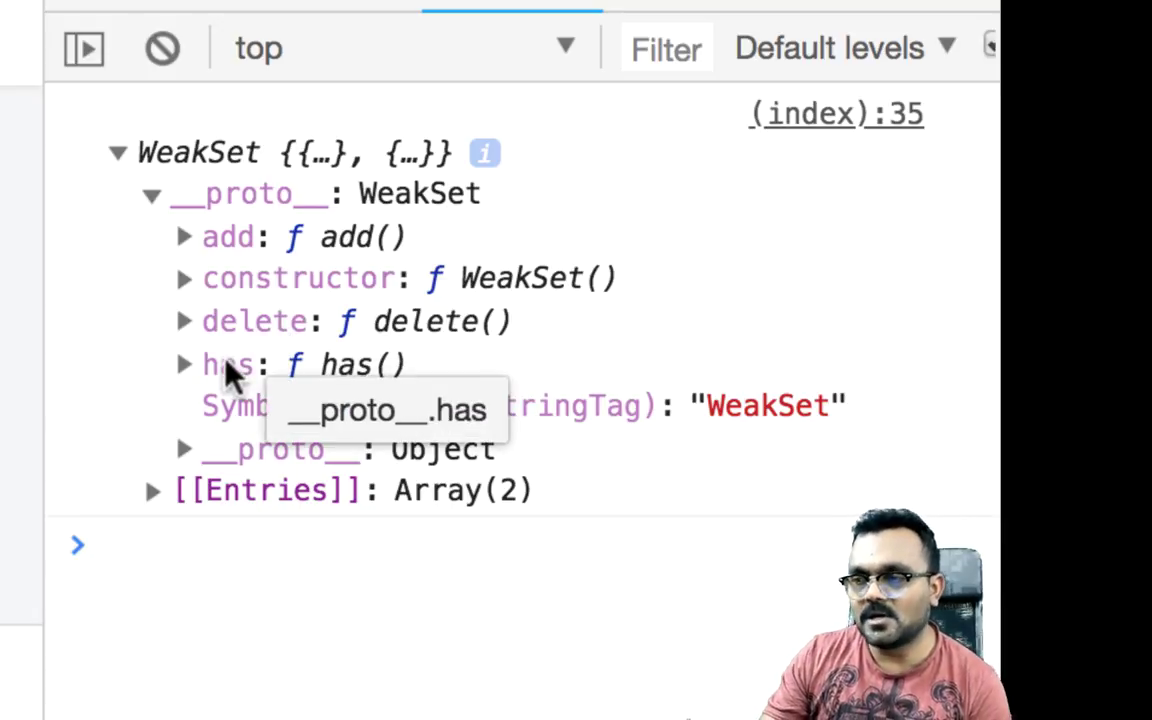 top Filter Default levels
(index):35
WeakSet {{…}, {…}} i
__proto__: WeakSet
add: ƒ add()
constructor: ƒ WeakSet()
delete: ƒ delete()
has: ƒ has()
__proto__.has
Symb tringTag): "WeakSet"
__proto__: Object
[[Entries]]: Array(2)